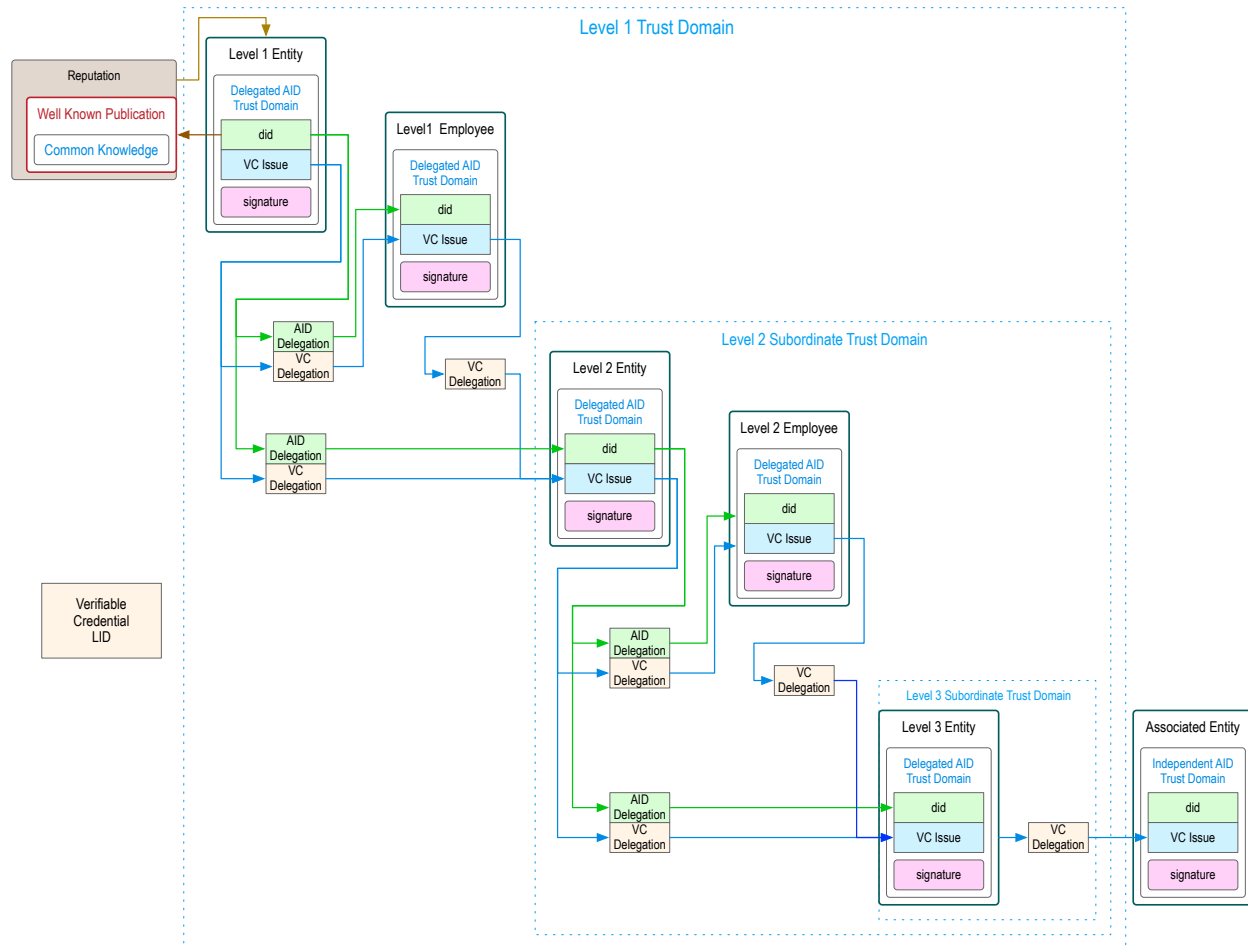 Level 1 Trust Domain
Level 1 Entity
Delegated AID
Trust Domain
did
VC Issue
signature
Reputation
Well Known Publication
Common Knowledge
Level1 Employee
Delegated AID
Trust Domain
did
VC Issue
signature
AID
Delegation
VC
Delegation
VC
Delegation
AID
Delegation
VC
Delegation
Level 2 Subordinate Trust Domain
Level 2 Entity
Delegated AID
Trust Domain
did
VC Issue
signature
Level 2 Employee
Delegated AID
Trust Domain
did
VC Issue
signature
Verifiable
Credential
LID
AID
Delegation
VC
Delegation
VC
Delegation
AID
Delegation
VC
Delegation
Level 3 Subordinate Trust Domain
Level 3 Entity
Delegated AID
Trust Domain
did
VC Issue
signature
VC
Delegation
Associated Entity
Independent AID
Trust Domain
did
VC Issue
signature